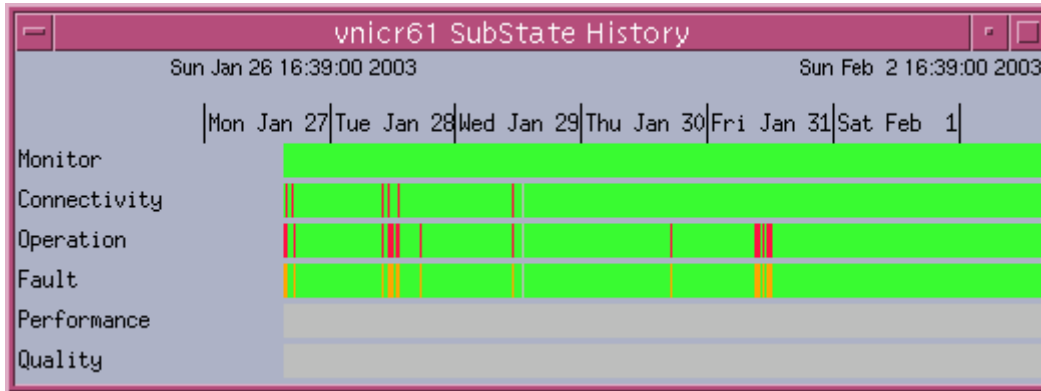 vnicr61 SubState History
Sun Jan 26 16:39:00 2003 Sun Feb 2 16:39:00 2003
Mon Jan 27 Tue Jan 28 Wed Jan 29 Thu Jan 30 Fri Jan 31 Sat Feb 1
Monitor
Connectivity
Operation
Fault
Performance
Quality